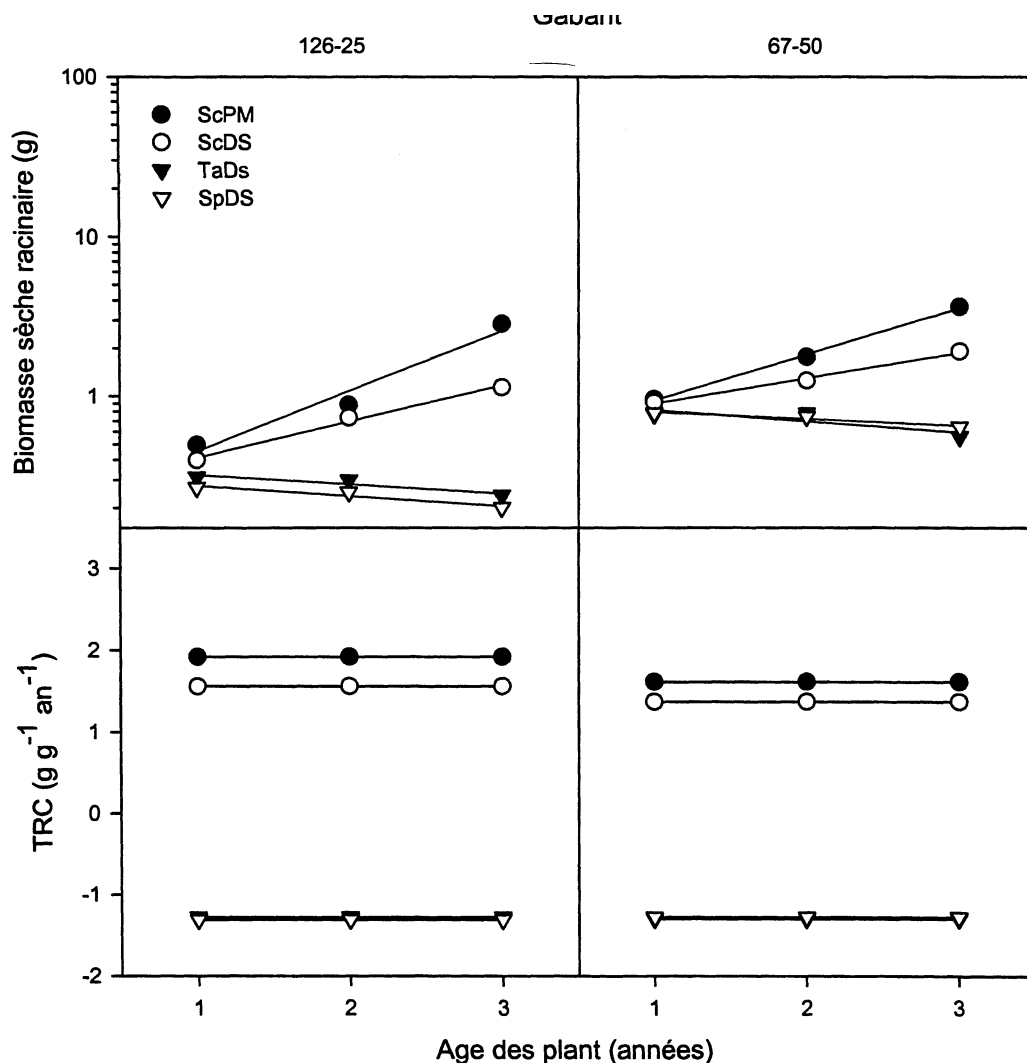 Gabarit
126-25
67-50
100
10
1
Biomasse sèche racinaire (g)
ScPM
ScDS
TaDs
SpDS
3
2
1
0
-1
-2
TRC (g g-1 an-1)
1
2
3
1
2
3
Age des plant (années)